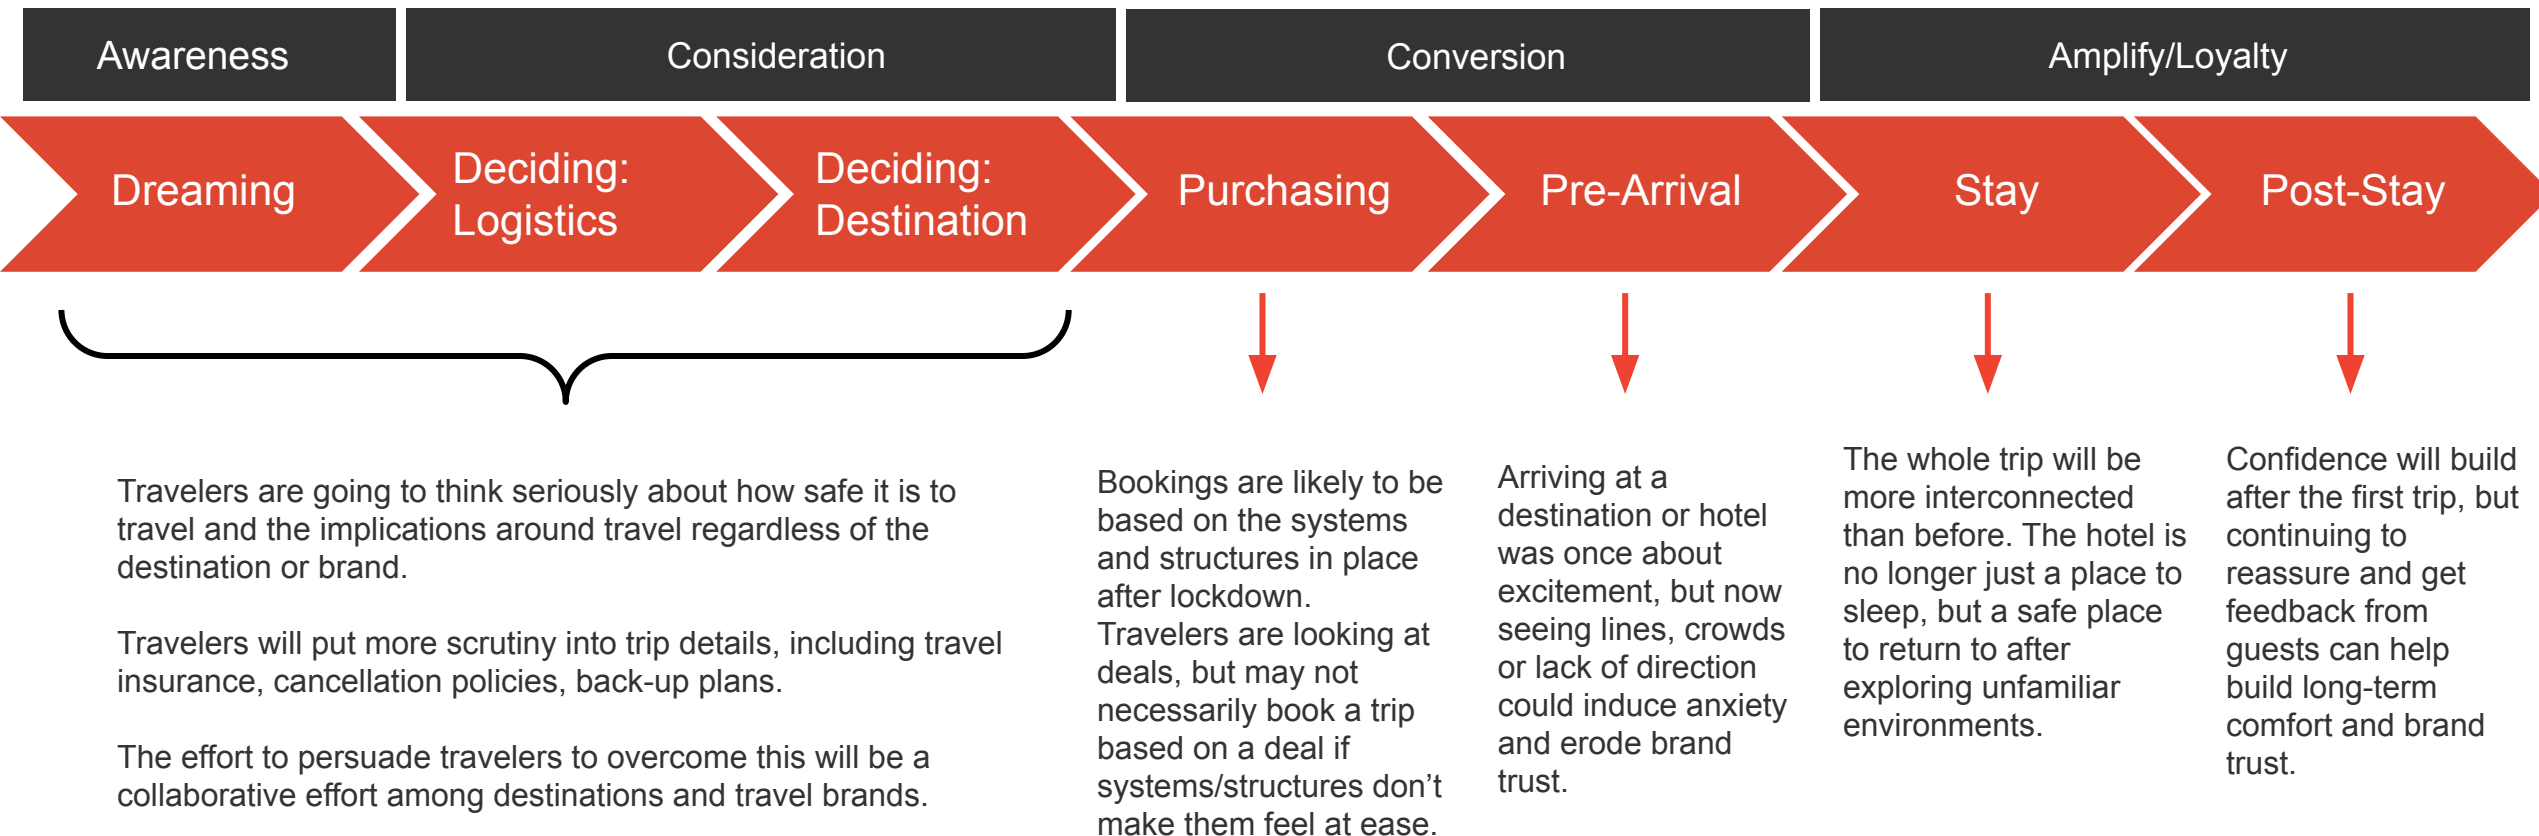 Awareness
Consideration
Conversion
Amplify/Loyalty
Dreaming
Deciding:
Logistics
Deciding:
Destination
Purchasing
Pre-Arrival
Stay
Post-Stay
Travelers are going to think seriously about how safe it is to
travel and the implications around travel regardless of the
destination or brand.
Travelers will put more scrutiny into trip details, including travel
insurance, cancellation policies, back-up plans.
The effort to persuade travelers to overcome this will be a
collaborative effort among destinations and travel brands.
Bookings are likely to be
based on the systems
and structures in place
after lockdown.
Travelers are looking at
deals, but may not
necessarily book a trip
based on a deal if
systems/structures don’t
make them feel at ease.
Arriving at a
destination or hotel
was once about
excitement, but now
seeing lines, crowds
or lack of direction
could induce anxiety
and erode brand
trust.
The whole trip will be
more interconnected
than before. The hotel is
no longer just a place to
sleep, but a safe place
to return to after
exploring unfamiliar
environments.
Confidence will build
after the first trip, but
continuing to
reassure and get
feedback from
guests can help
build long-term
comfort and brand
trust.